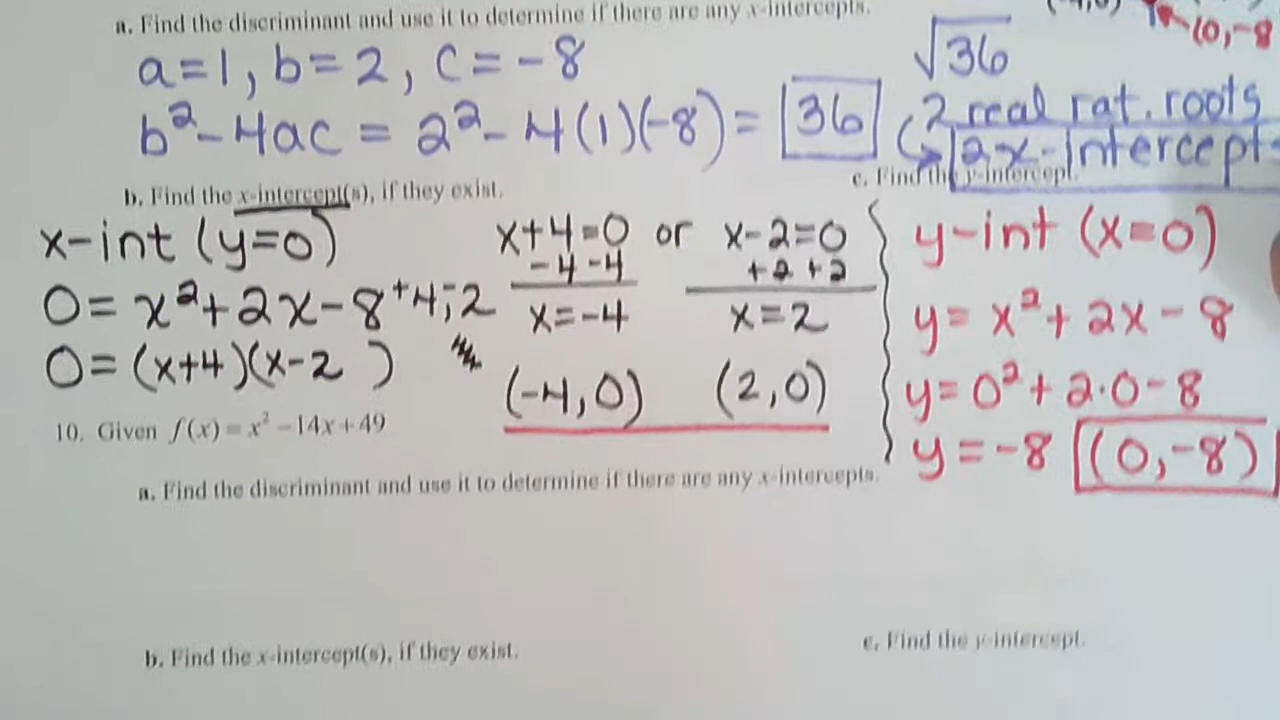 a. Find the discriminant and use it to determine if there are any x-intercepts.
(0,-8
a=1, b=2, c=-8
√36
b²-4ac = 2²-4(1)(-8) = 36
2 real rat. roots
2x-intercept
b. Find the x-intercept(s), if they exist.
c. Find the y-intercept.
x-int (y=0)
0= x²+2x-8 +4,-2
0= (x+4)(x-2 )
x+4=0 or x-2=0
-4 -4 +2 +2
x=-4 x=2
(-4,0) (2,0)
y-int (x=0)
y= x²+2x-8
y=0²+2·0-8
y=-8 (0,-8)
10. Given f(x)=x²-14x+49
a. Find the discriminant and use it to determine if there are any x-intercepts.
b. Find the x-intercept(s), if they exist.
c. Find the y-intercept.